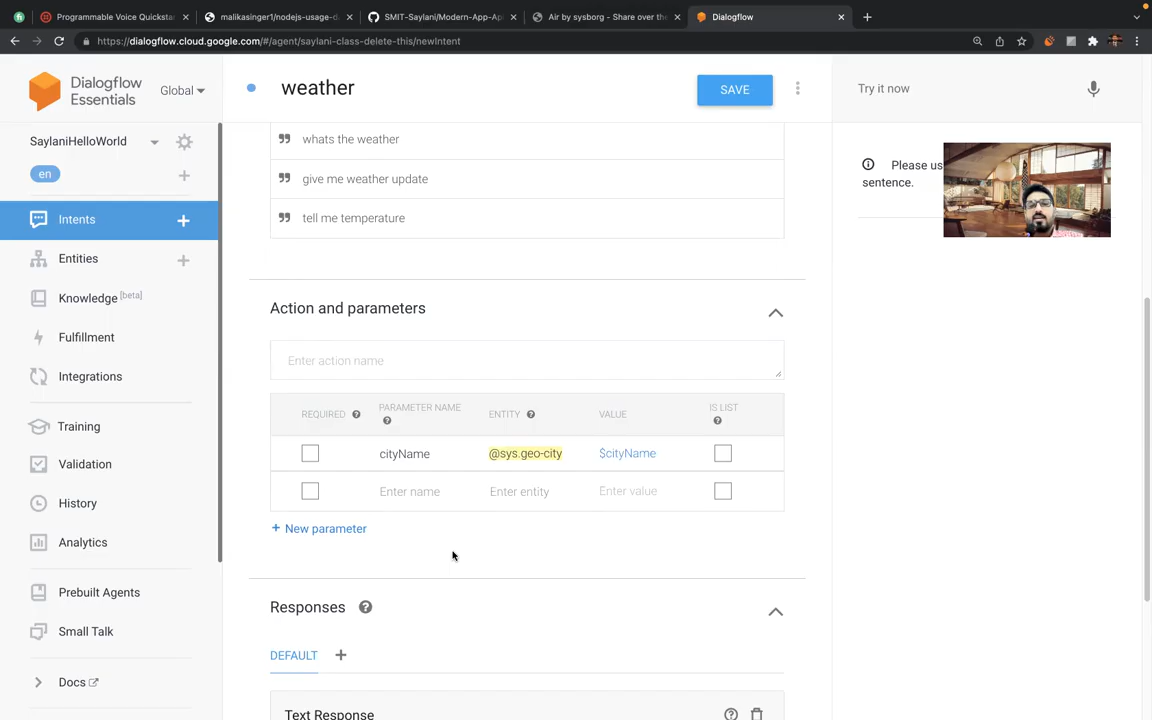 Programmable Voice Quicksta
malikasinger1/nodejs-usage-d
SMIT-Saylani/Modern-App-Ap
Air by sysborg - Share over the
Dialogflow
https://dialogflow.cloud.google.com/#/agent/saylani-class-delete-this/newIntent
Dialogflow
Essentials
Global
SaylaniHelloWorld
en
Intents
Entities
Knowledge [beta]
Fulfillment
Integrations
Training
Validation
History
Analytics
Prebuilt Agents
Small Talk
Docs
weather
SAVE
whats the weather
give me weather update
tell me temperature
Action and parameters
Enter action name
REQUIRED PARAMETER NAME ENTITY VALUE IS LIST
cityName @sys.geo-city $cityName
Enter name Enter entity Enter value
+ New parameter
Responses
DEFAULT +
Text Response
Try it now
Please us
sentence.